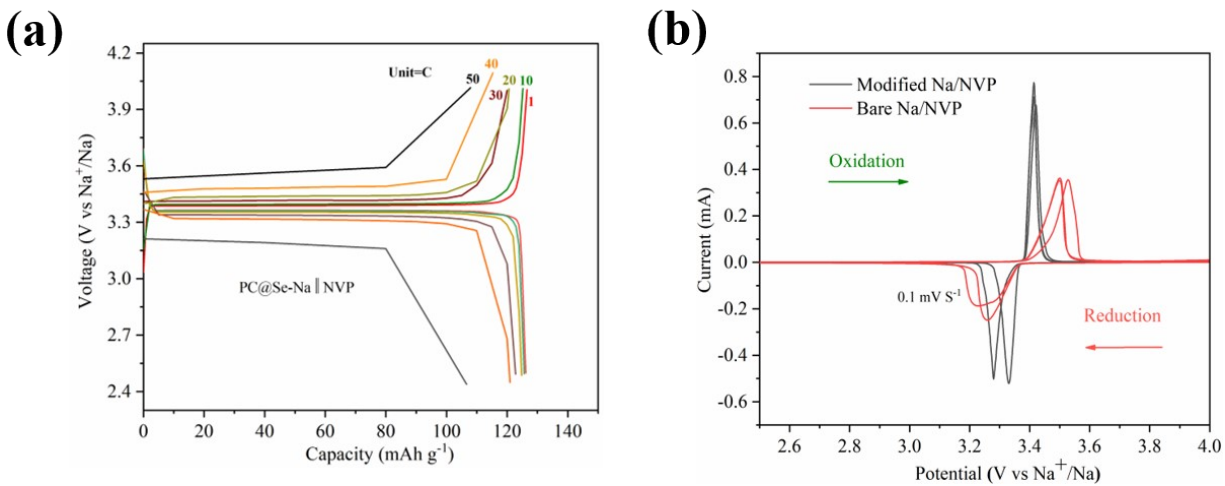 (a)
4.2
3.9
3.6
3.3
3.0
2.7
2.4
Voltage (V vs Na⁺/Na)
Unit=C
50
40
30
20
10
1
PC@Se-Na || NVP
0
20
40
60
80
100
120
140
Capacity (mAh g⁻¹)
(b)
0.8
0.6
0.4
0.2
0.0
-0.2
-0.4
-0.6
Current (mA)
Modified Na/NVP
Bare Na/NVP
Oxidation
0.1 mV S⁻¹
Reduction
2.6
2.8
3.0
3.2
3.4
3.6
3.8
4.0
Potential (V vs Na⁺/Na)